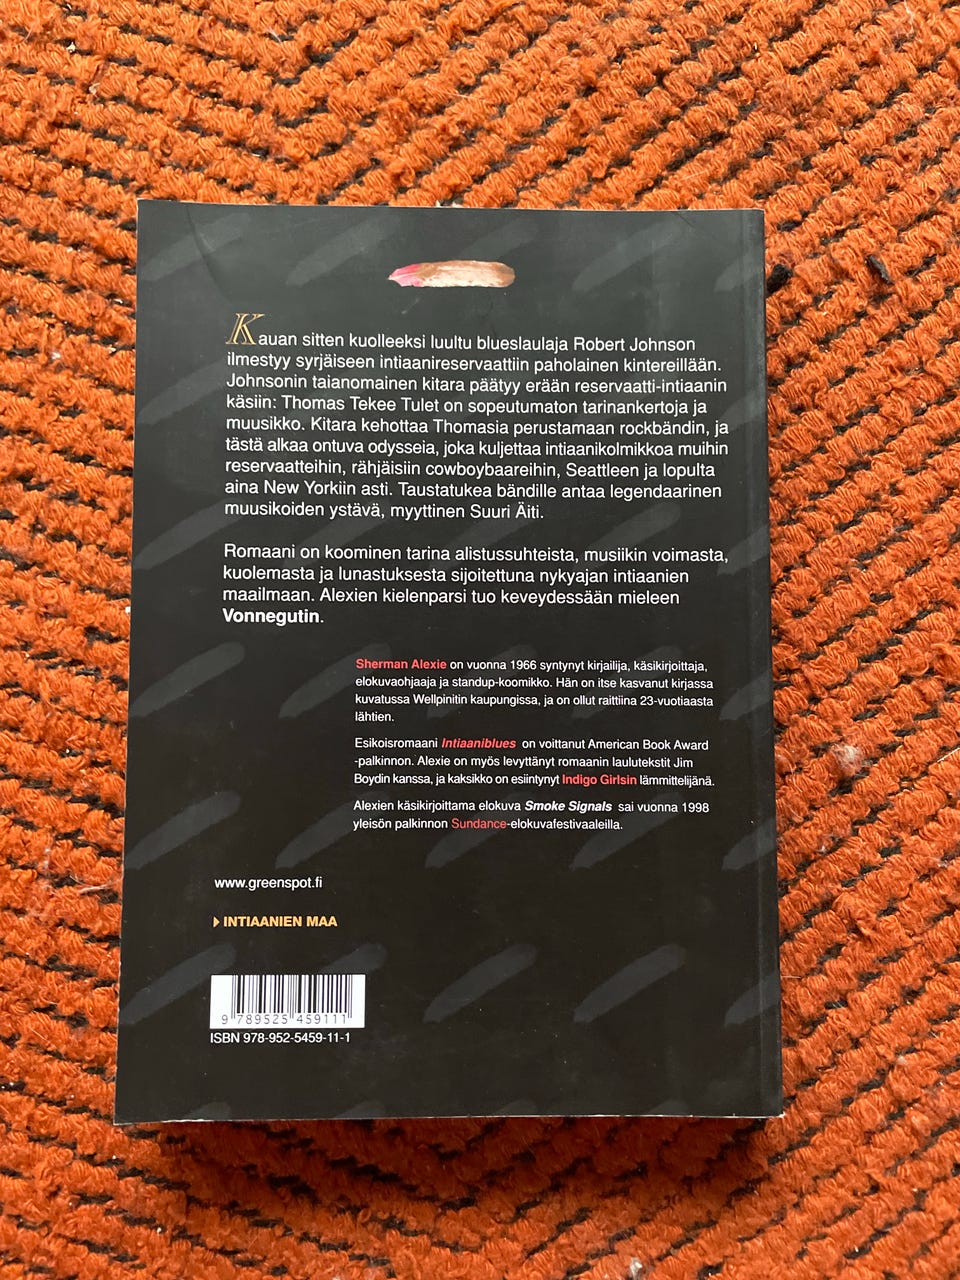 Kauan sitten kuolleeksi luultu blueslaulaja Robert Johnson
ilmestyy syrjäiseen intiaanireservaattiin paholainen kintereillään.
Johnsonin taianomainen kitara päätyy erään reservaatti-intiaanin
käsiin: Thomas Tekee Tulet on sopeutumaton tarinankertoja ja
muusikko. Kitara kehottaa Thomasia perustamaan rockbändin, ja
tästä alkaa ontuva odysseia, joka kuljettaa intiaanikolmikkoa muihin
reservaatteihin, rähjäisiin cowboybaareihin, Seattleen ja lopulta
aina New Yorkiin asti. Taustatukea bändille antaa legendaarinen
muusikoiden ystävä, myyttinen Suuri Äiti.
Romaani on koominen tarina alistussuhteista, musiikin voimasta,
kuolemasta ja lunastuksesta sijoitettuna nykyajan intiaanien
maailmaan. Alexien kielenparsi tuo keveydessään mieleen
Vonnegutin.
Sherman Alexie on vuonna 1966 syntynyt kirjailija, käsikirjoittaja,
elokuvaohjaaja ja standup-koomikko. Hän on itse kasvanut kirjassa
kuvatussa Wellpinitin kaupungissa, ja on ollut raittiina 23-vuotiaasta
lähtien.
Esikoisromaani Intiaaniblues on voittanut American Book Award
-palkinnon. Alexie on myös levyttänyt romaanin laulutekstit Jim
Boydin kanssa, ja kaksikko on esiintynyt Indigo Girlsin lämmittelijänä.
Alexien käsikirjoittama elokuva Smoke Signals sai vuonna 1998
yleisön palkinnon Sundance-elokuvafestivaaleilla.
www.greenspot.fi
INTIAANIEN MAA
9 789525 459111
ISBN 978-952-5459-11-1